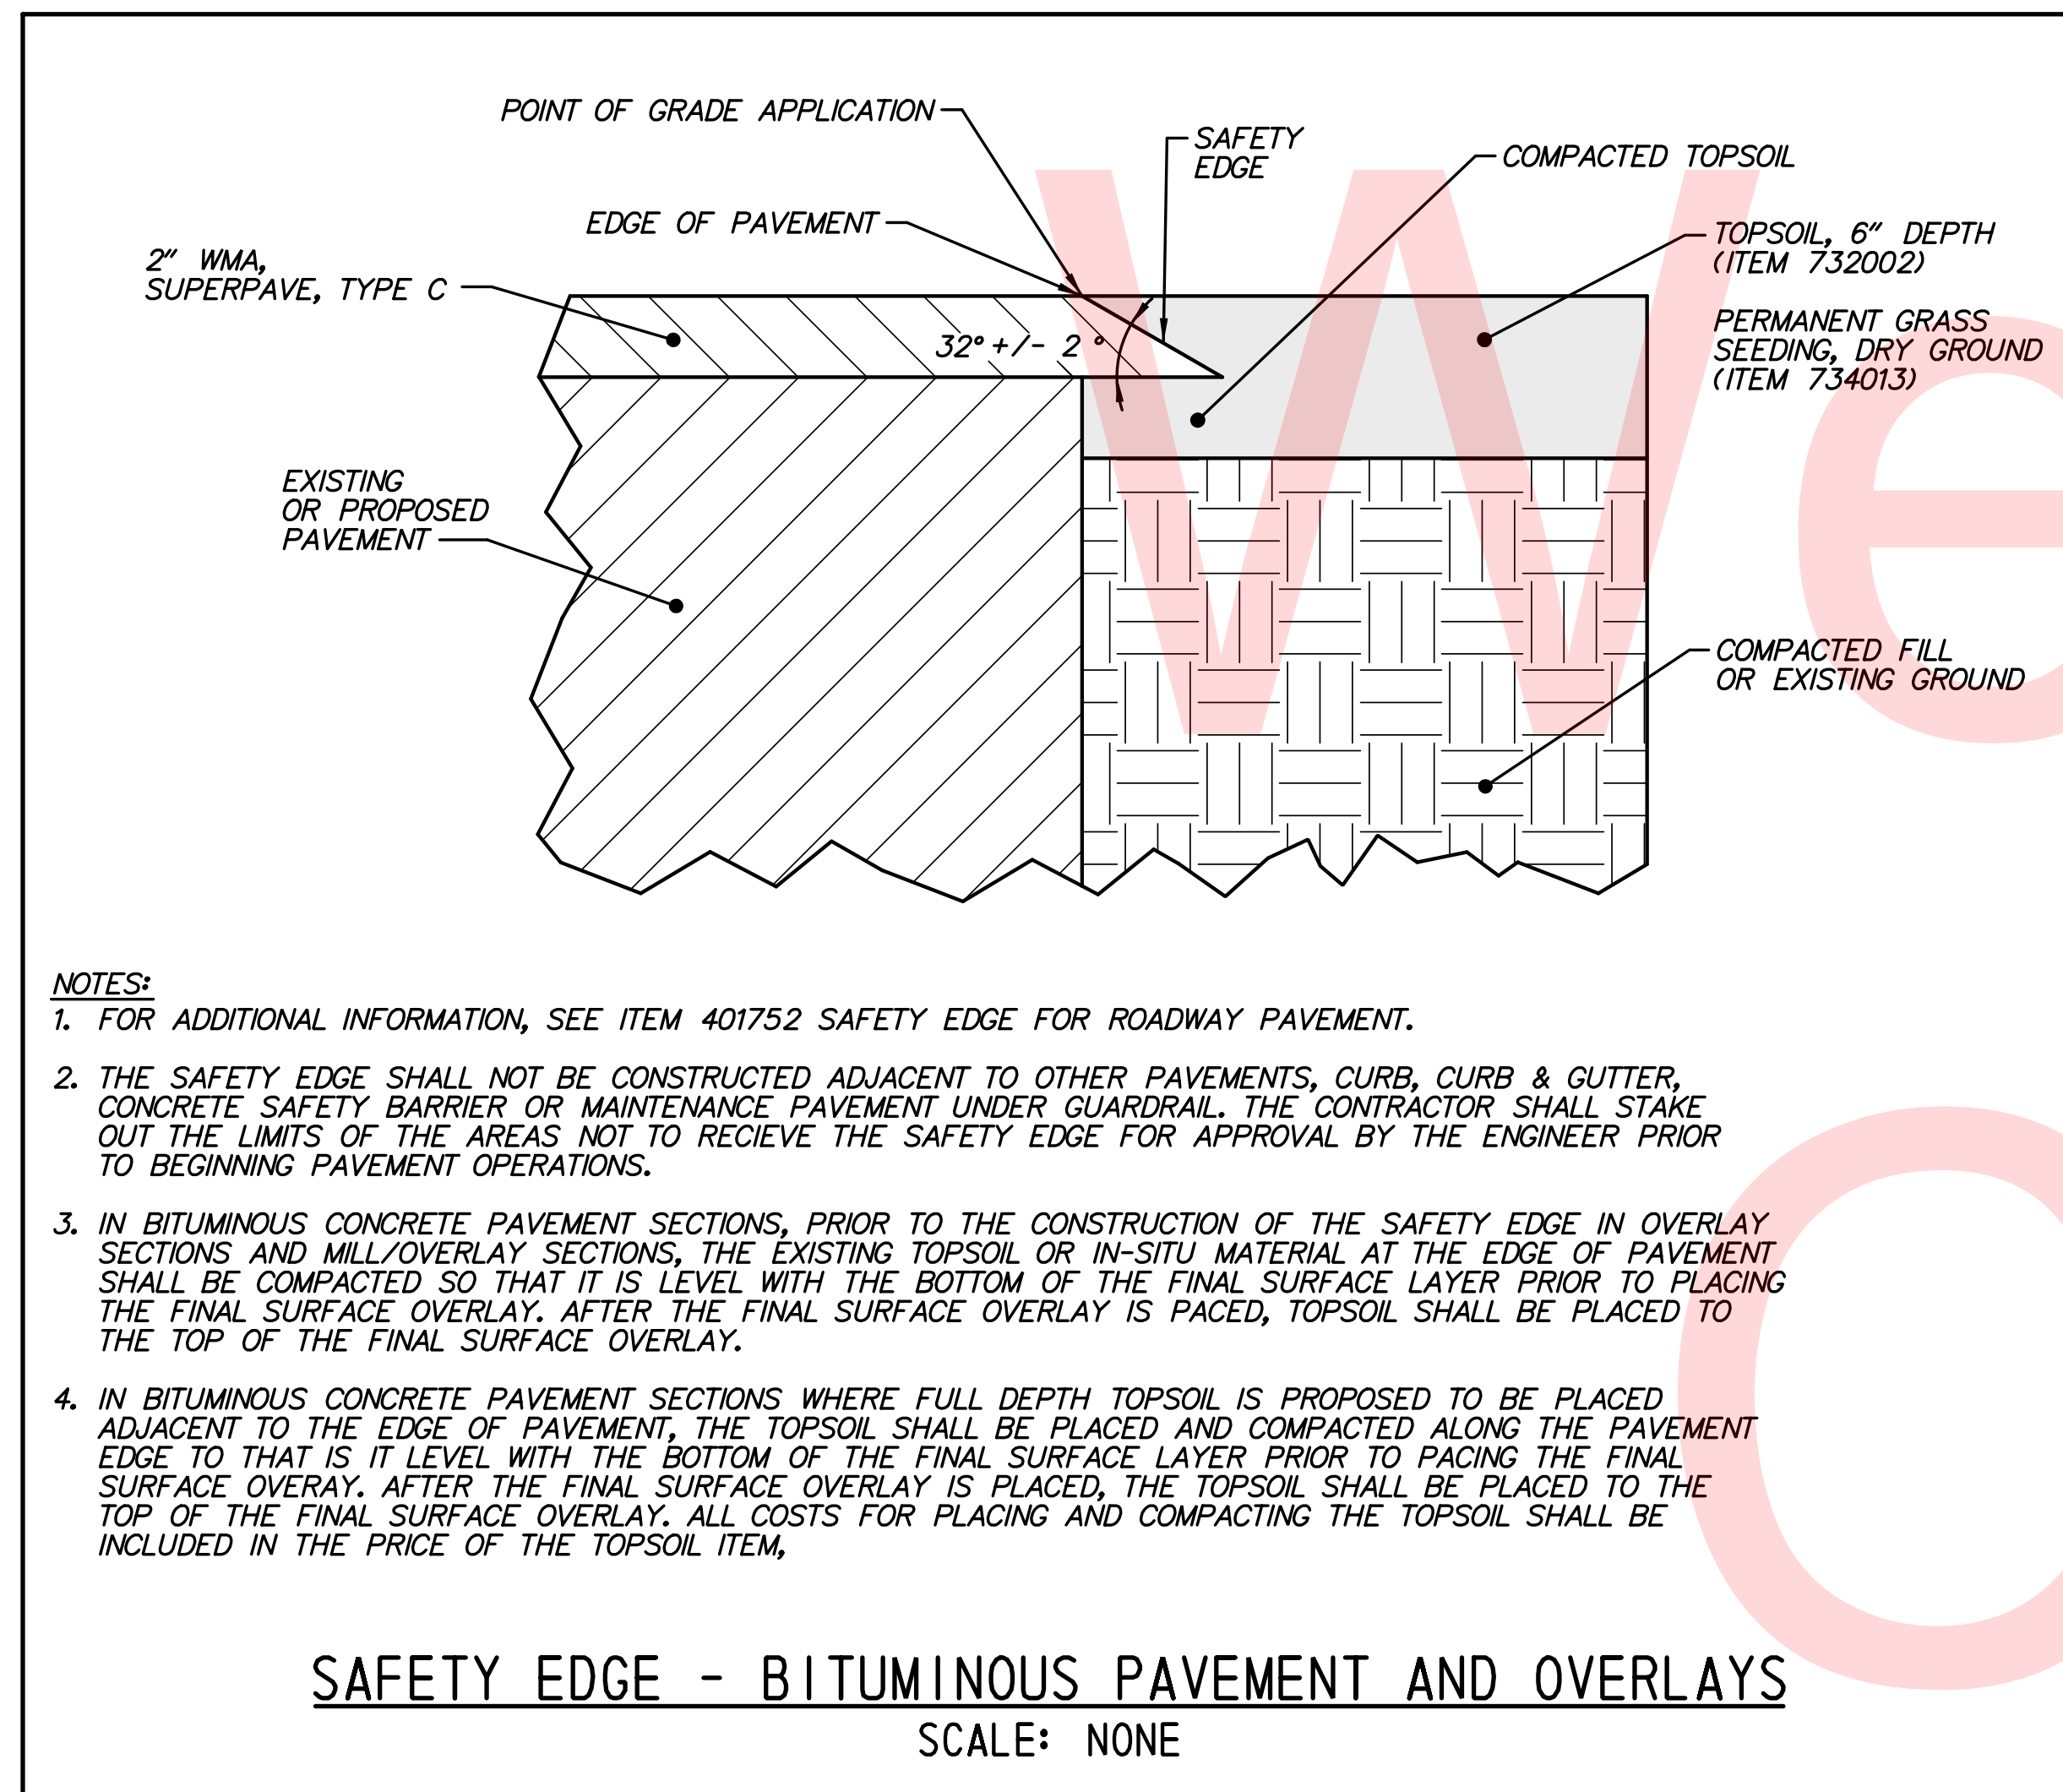 POINT OF GRADE APPLICATION
SAFETY
EDGE
COMPACTED TOPSOIL
EDGE OF PAVEMENT
TOPSOIL, 6" DEPTH
(ITEM 732002)
2" WMA,
SUPERPAVE, TYPE C
PERMANENT GRASS
SEEDING, DRY GROUND
(ITEM 734013)
32° +/- 2°
EXISTING
OR PROPOSED
PAVEMENT
COMPACTED FILL
OR EXISTING GROUND
NOTES:
1. FOR ADDITIONAL INFORMATION, SEE ITEM 401752 SAFETY EDGE FOR ROADWAY PAVEMENT.
2. THE SAFETY EDGE SHALL NOT BE CONSTRUCTED ADJACENT TO OTHER PAVEMENTS, CURB, CURB & GUTTER,
CONCRETE SAFETY BARRIER OR MAINTENANCE PAVEMENT UNDER GUARDRAIL. THE CONTRACTOR SHALL STAKE
OUT THE LIMITS OF THE AREAS NOT TO RECIEVE THE SAFETY EDGE FOR APPROVAL BY THE ENGINEER PRIOR
TO BEGINNING PAVEMENT OPERATIONS.
3. IN BITUMINOUS CONCRETE PAVEMENT SECTIONS, PRIOR TO THE CONSTRUCTION OF THE SAFETY EDGE IN OVERLAY
SECTIONS AND MILL/OVERLAY SECTIONS, THE EXISTING TOPSOIL OR IN-SITU MATERIAL AT THE EDGE OF PAVEMENT
SHALL BE COMPACTED SO THAT IT IS LEVEL WITH THE BOTTOM OF THE FINAL SURFACE LAYER PRIOR TO PLACING
THE FINAL SURFACE OVERLAY. AFTER THE FINAL SURFACE OVERLAY IS PACED, TOPSOIL SHALL BE PLACED TO
THE TOP OF THE FINAL SURFACE OVERLAY.
4. IN BITUMINOUS CONCRETE PAVEMENT SECTIONS WHERE FULL DEPTH TOPSOIL IS PROPOSED TO BE PLACED
ADJACENT TO THE EDGE OF PAVEMENT, THE TOPSOIL SHALL BE PLACED AND COMPACTED ALONG THE PAVEMENT
EDGE TO THAT IS IT LEVEL WITH THE BOTTOM OF THE FINAL SURFACE LAYER PRIOR TO PACING THE FINAL
SURFACE OVERAY. AFTER THE FINAL SURFACE OVERLAY IS PLACED, THE TOPSOIL SHALL BE PLACED TO THE
TOP OF THE FINAL SURFACE OVERLAY. ALL COSTS FOR PLACING AND COMPACTING THE TOPSOIL SHALL BE
INCLUDED IN THE PRICE OF THE TOPSOIL ITEM,
SAFETY EDGE - BITUMINOUS PAVEMENT AND OVERLAYS
SCALE: NONE